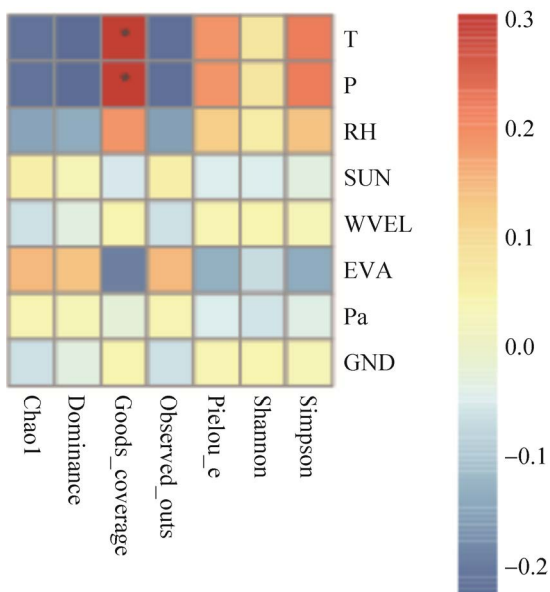 T
P
RH
SUN
WVEL
EVA
Pa
GND
Chao1
Dominance
Goods_coverage
Observed_outs
Pielou_e
Shannon
Simpson
0.3
0.2
0.1
0.0
−0.1
−0.2